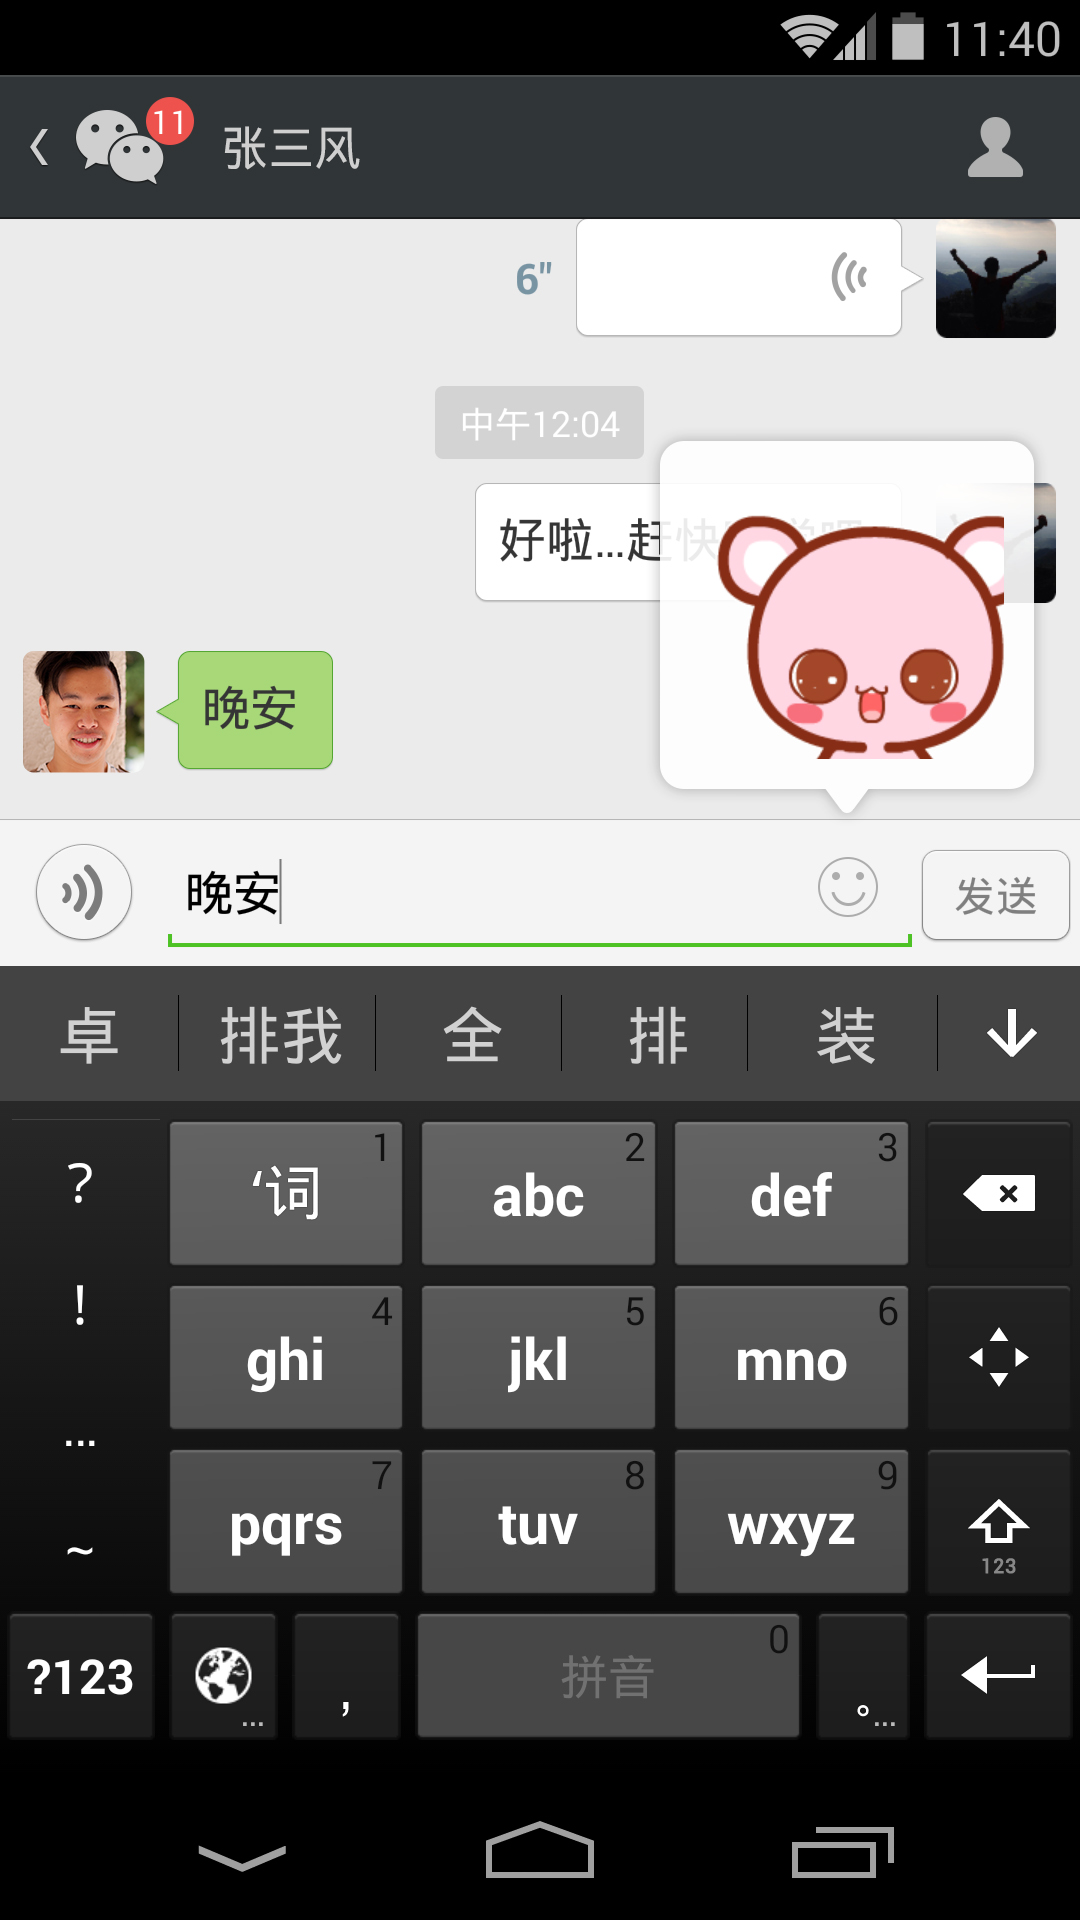 11:40
11
张三风
6"
中午12:04
好啦...赶快
晚安
晚安
发送
卓 排我 全 排 装
? ‘词 1 abc 2 def 3
! ghi 4 jkl 5 mno 6
... pqrs 7 tuv 8 wxyz 9
~ 123
?123 ... , 拼音 0 。...